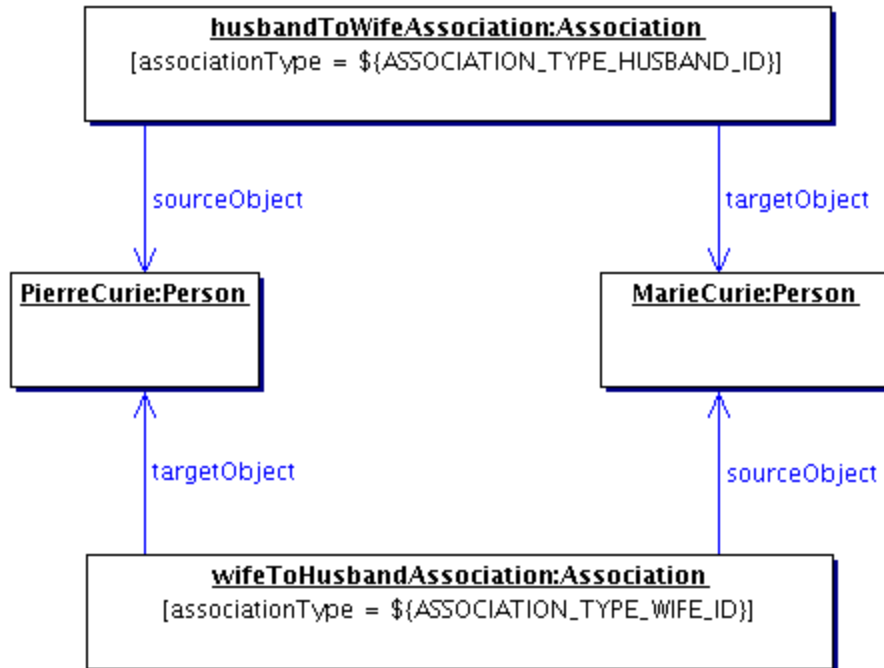 husbandToWifeAssociation:Association
[associationType = ${ASSOCIATION_TYPE_HUSBAND_ID}]
sourceObject
targetObject
PierreCurie:Person
MarieCurie:Person
targetObject
sourceObject
wifeToHusbandAssociation:Association
[associationType = ${ASSOCIATION_TYPE_WIFE_ID}]